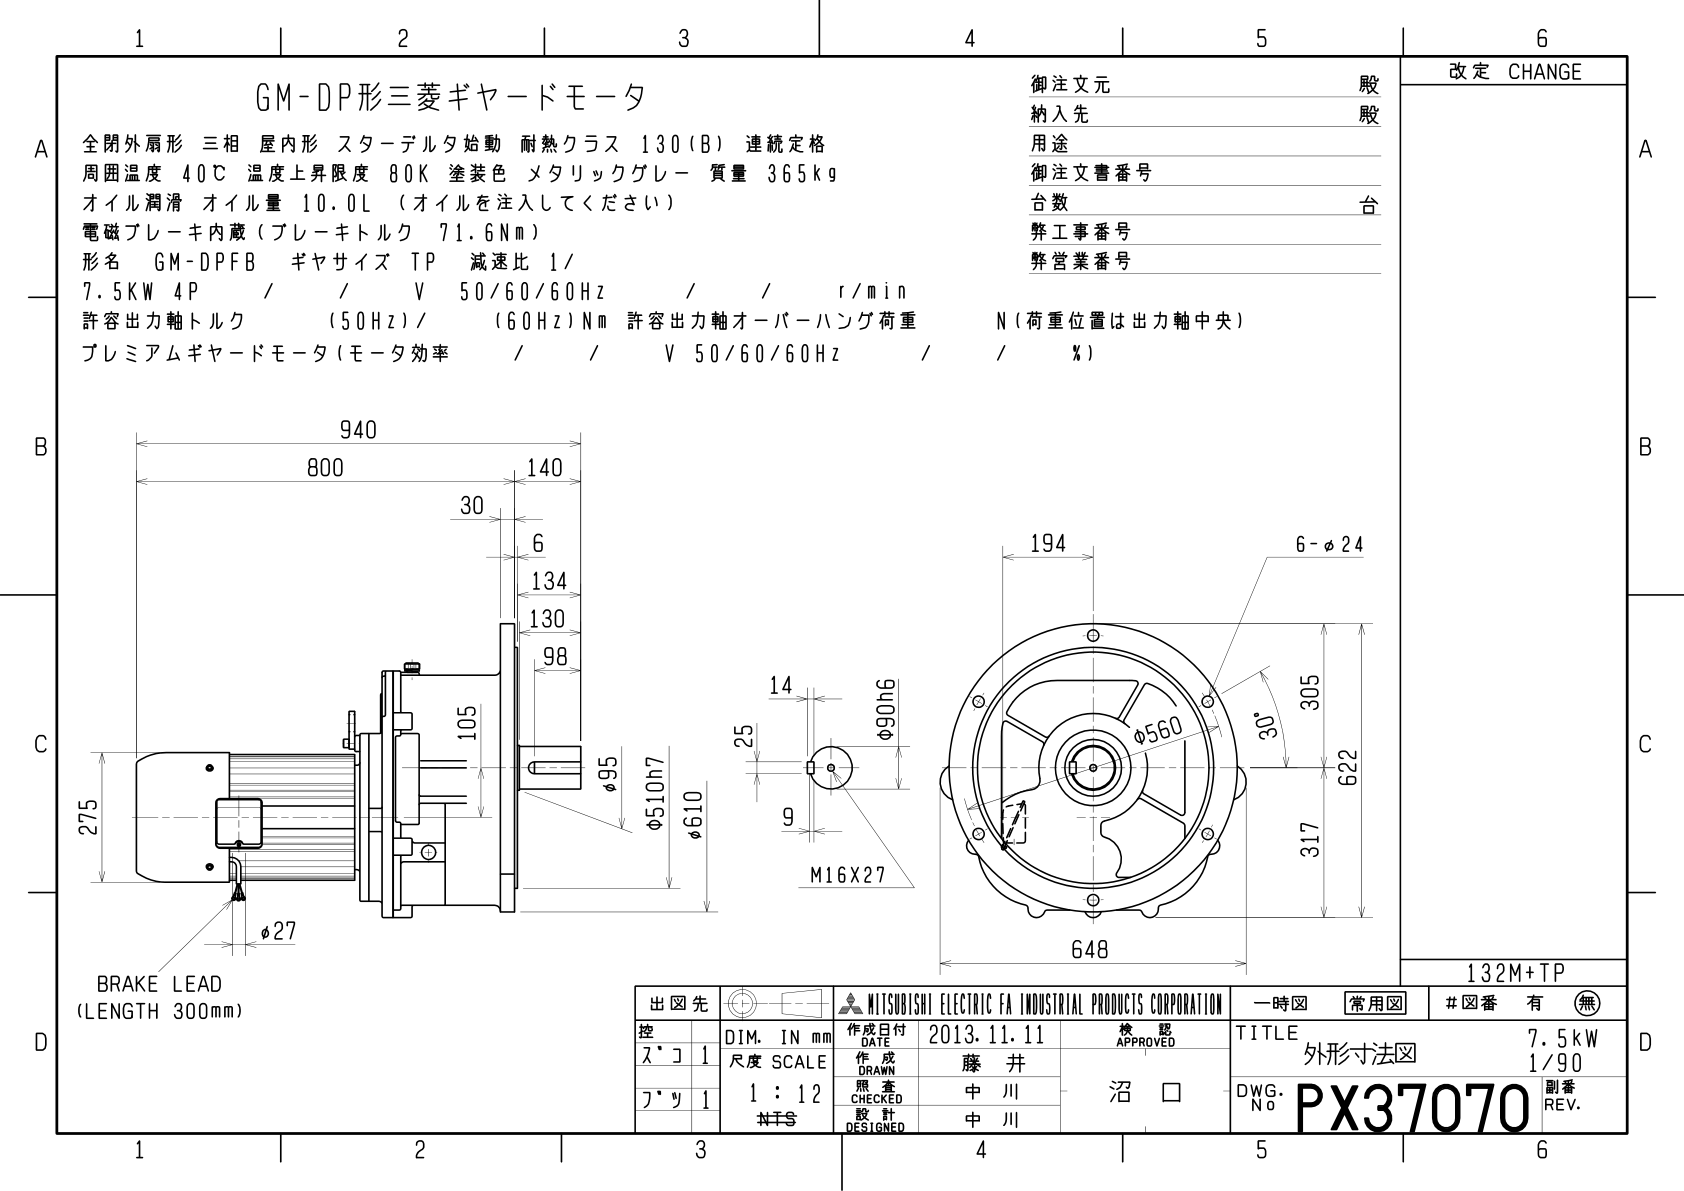 1 2 3 4 5 6
改定 CHANGE
GM-DP形三菱ギヤードモータ
全閉外扇形 三相 屋内形 スターデルタ始動 耐熱クラス 130(B) 連続定格
周囲温度 40℃ 温度上昇限度 80K 塗装色 メタリックグレー 質量 365kg
オイル潤滑 オイル量 10.0L (オイルを注入してください)
電磁ブレーキ内蔵(ブレーキトルク 71.6Nm)
形名 GM-DPFB ギヤサイズ TP 減速比 1/
7.5KW 4P / / V 50/60/60Hz / / r/min
許容出力軸トルク (50Hz)/ (60Hz)Nm 許容出力軸オーバーハング荷重 N(荷重位置は出力軸中央)
プレミアムギヤードモータ(モータ効率 / / V 50/60/60Hz / / %)
御注文元 殿
納入先 殿
用途
御注文書番号
台数 台
弊工事番号
弊営業番号
A A
B B
C C
D D
940
800 140
30
6
134
130
98
105
275
φ95
φ510h7
φ610
φ27
BRAKE LEAD
(LENGTH 300mm)
14
25
9
φ90h6
M16X27
194
6-φ24
φ560
30°
305
622
317
648
132M+TP
出図先
控
ズコ 1
プツ 1
DIM. IN mm
尺度 SCALE
1 : 12
NTS
MITSUBISHI ELECTRIC FA INDUSTRIAL PRODUCTS CORPORATION
作成日付 DATE 2013.11.11
作成 DRAWN 藤井
照査 CHECKED 中川
設計 DESIGNED 中川
検認 APPROVED
沼口
一時図 常用図 #図番 有 無
TITLE
外形寸法図
7.5kW
1/90
DWG. No PX37070
副番 REV.
1 2 3 4 5 6